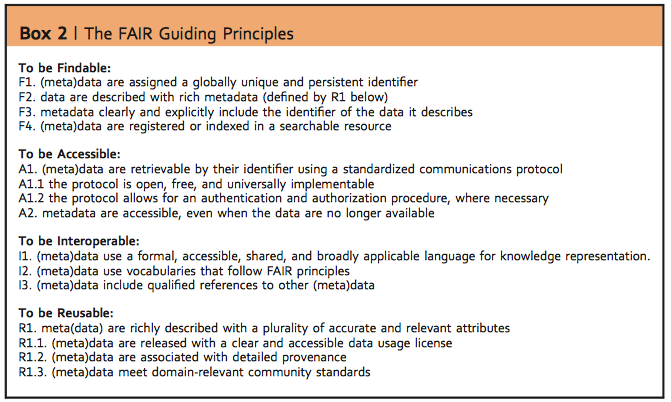 Box 2 | The FAIR Guiding Principles
To be Findable:
F1. (meta)data are assigned a globally unique and persistent identifier
F2. data are described with rich metadata (defined by R1 below)
F3. metadata clearly and explicitly include the identifier of the data it describes
F4. (meta)data are registered or indexed in a searchable resource
To be Accessible:
A1. (meta)data are retrievable by their identifier using a standardized communications protocol
A1.1 the protocol is open, free, and universally implementable
A1.2 the protocol allows for an authentication and authorization procedure, where necessary
A2. metadata are accessible, even when the data are no longer available
To be Interoperable:
I1. (meta)data use a formal, accessible, shared, and broadly applicable language for knowledge representation.
I2. (meta)data use vocabularies that follow FAIR principles
I3. (meta)data include qualified references to other (meta)data
To be Reusable:
R1. meta(data) are richly described with a plurality of accurate and relevant attributes
R1.1. (meta)data are released with a clear and accessible data usage license
R1.2. (meta)data are associated with detailed provenance
R1.3. (meta)data meet domain-relevant community standards